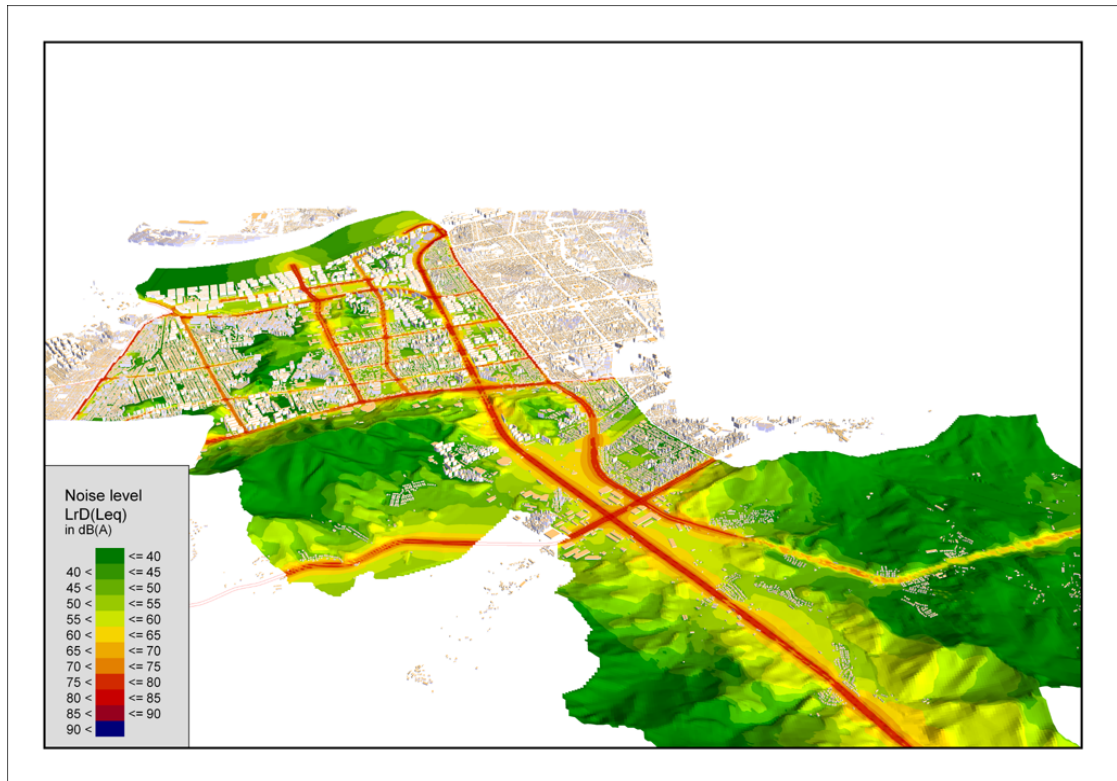 Noise level
LrD(Leq)
in dB(A)
<= 40
40 < <= 45
45 < <= 50
50 < <= 55
55 < <= 60
60 < <= 65
65 < <= 70
70 < <= 75
75 < <= 80
80 < <= 85
85 < <= 90
90 <